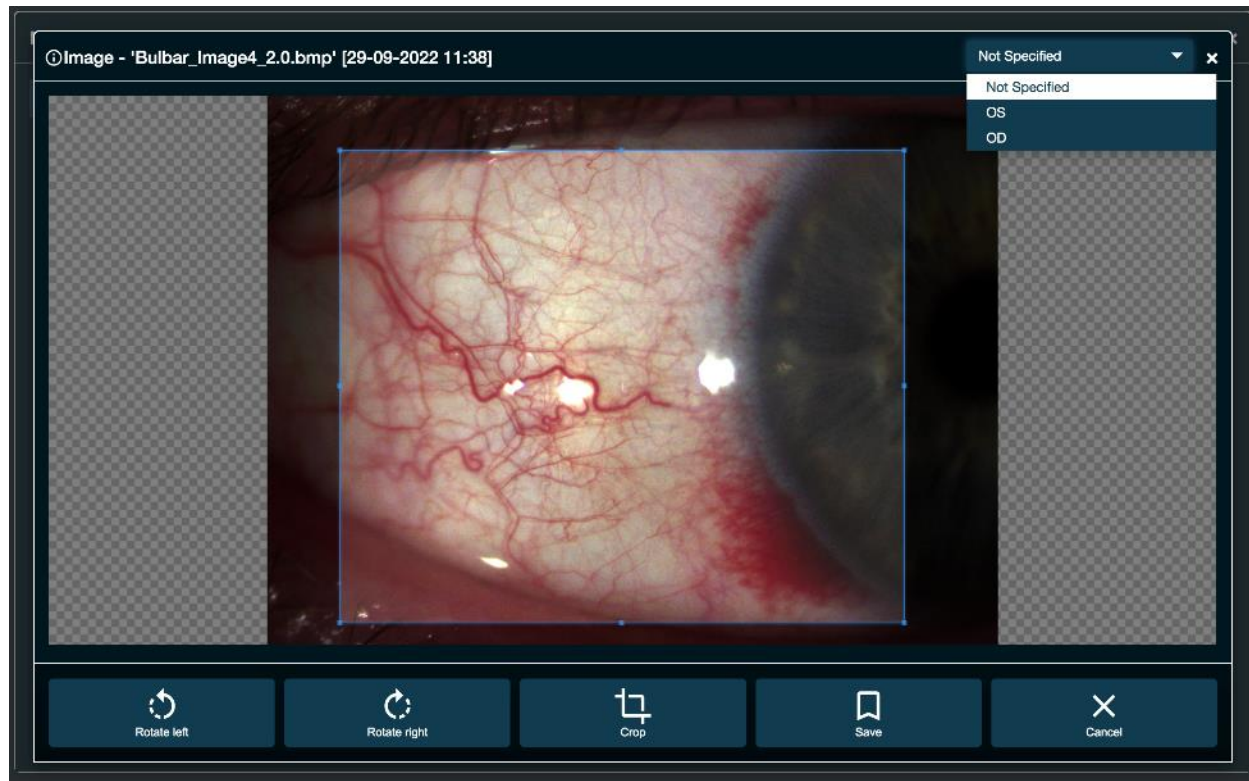 Image - 'Bulbar_Image4_2.0.bmp' [29-09-2022 11:38]
Not Specified
Not Specified
OS
OD
Rotate left
Rotate right
Crop
Save
Cancel